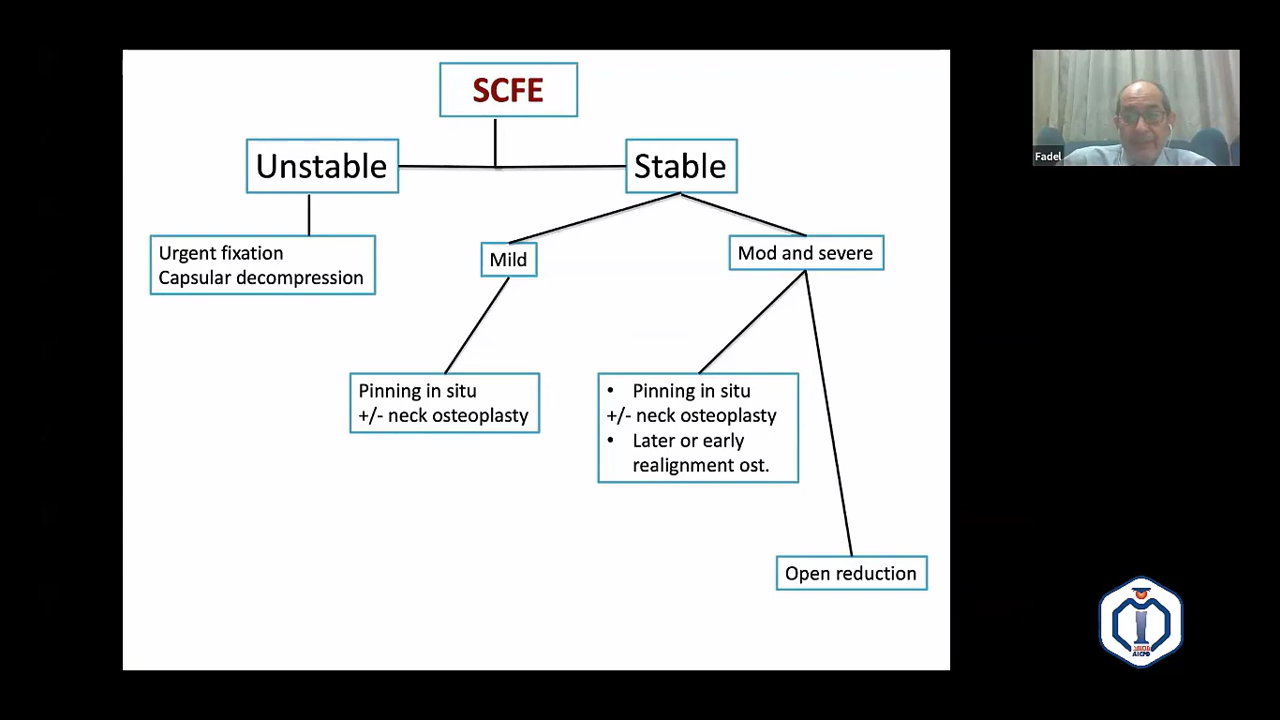 SCFE
Unstable
Stable
Urgent fixation
Capsular decompression
Mild
Mod and severe
Pinning in situ
+/- neck osteoplasty
• Pinning in situ
+/- neck osteoplasty
• Later or early
realignment ost.
Open reduction
Fadel
AICPD